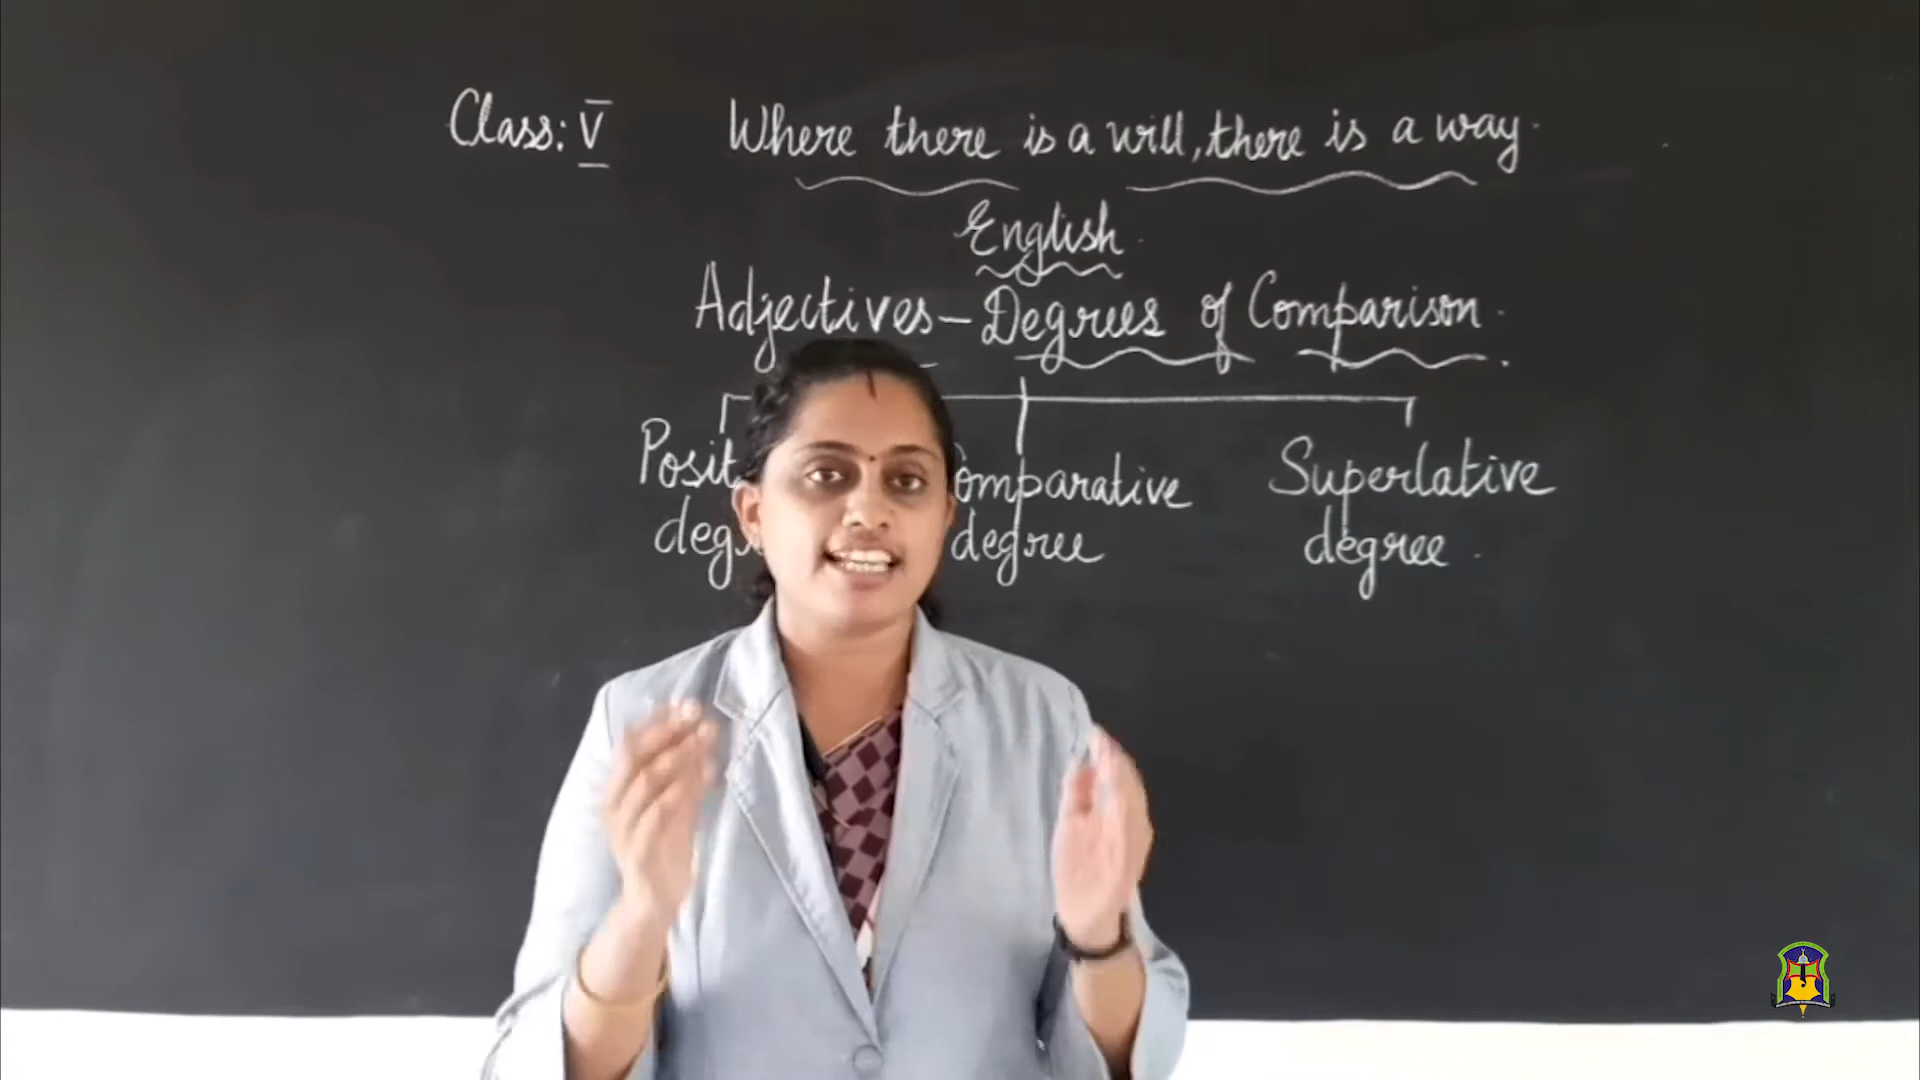 Class: V Where there is a will, there is a way.
English
Adjectives – Degrees of Comparison.
Comparative Superlative
degree degree